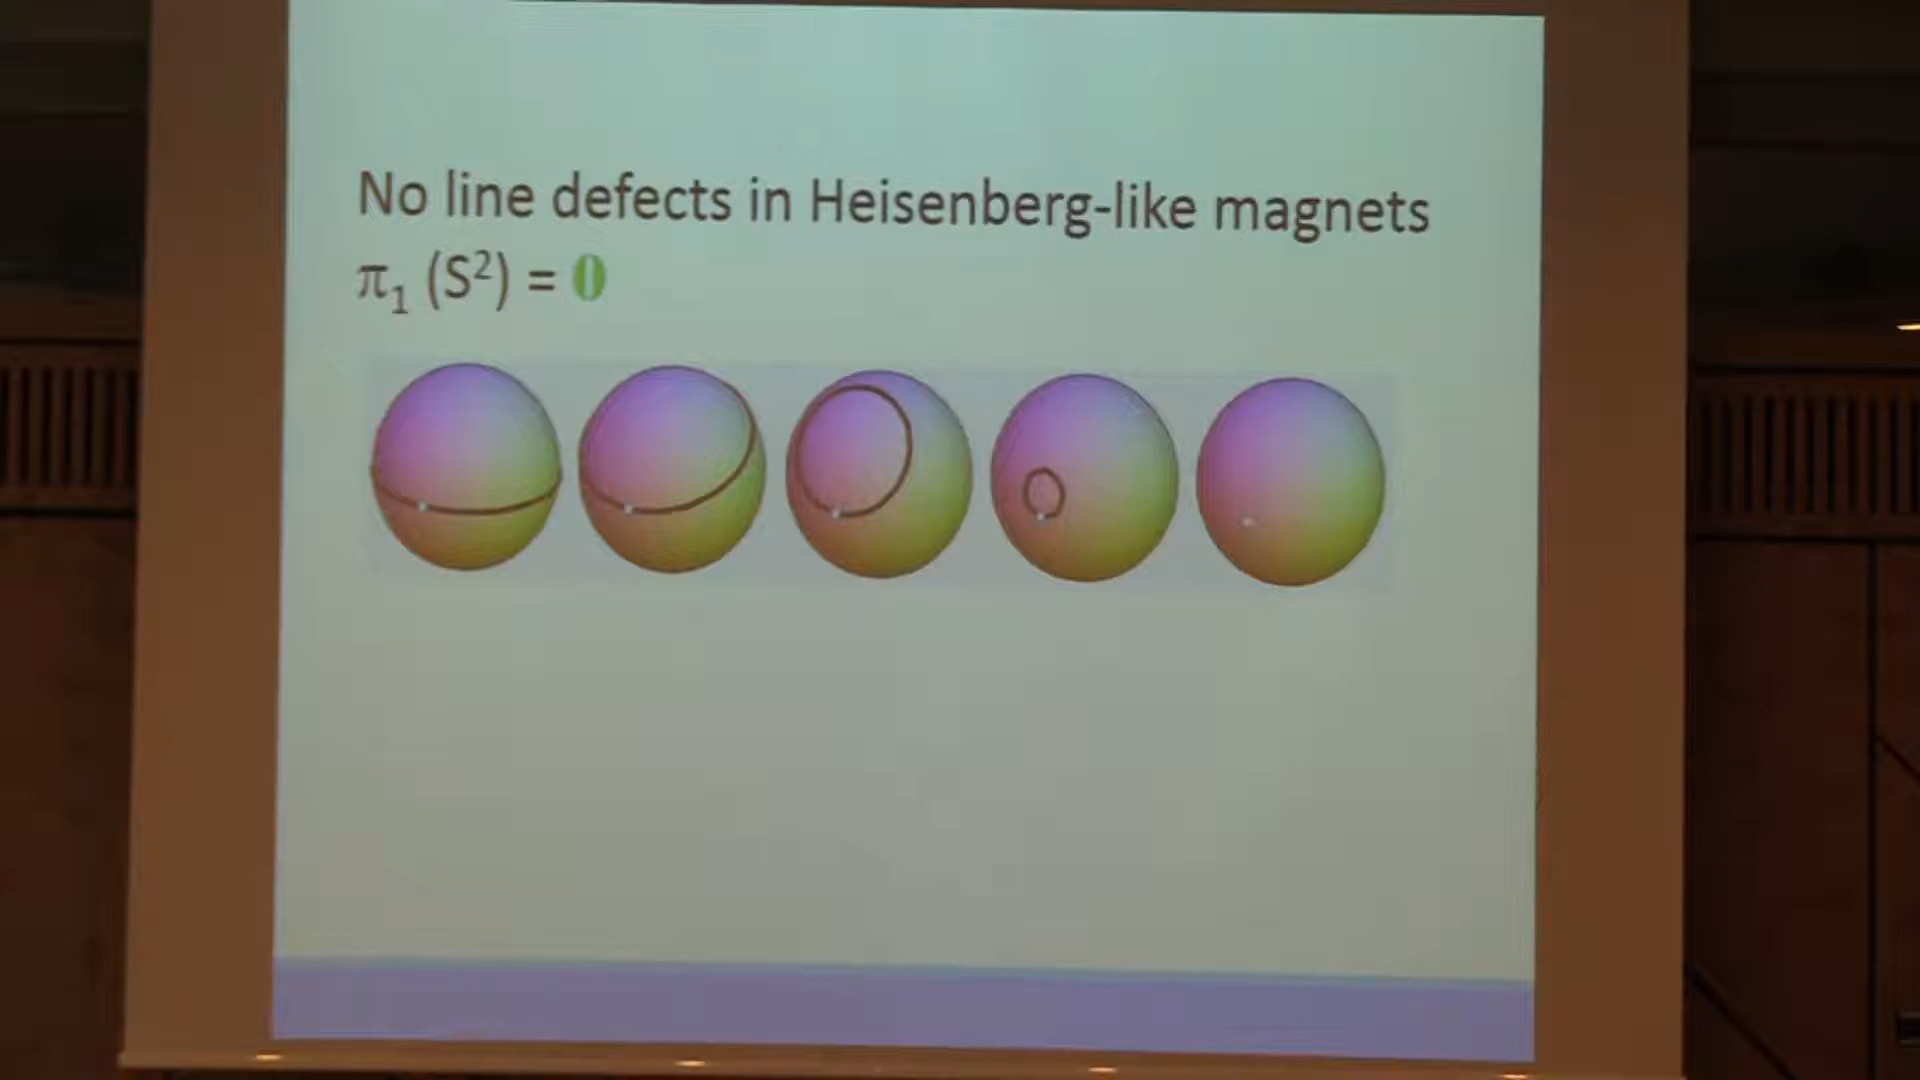 No line defects in Heisenberg-like magnets
π₁ (S²) = 0